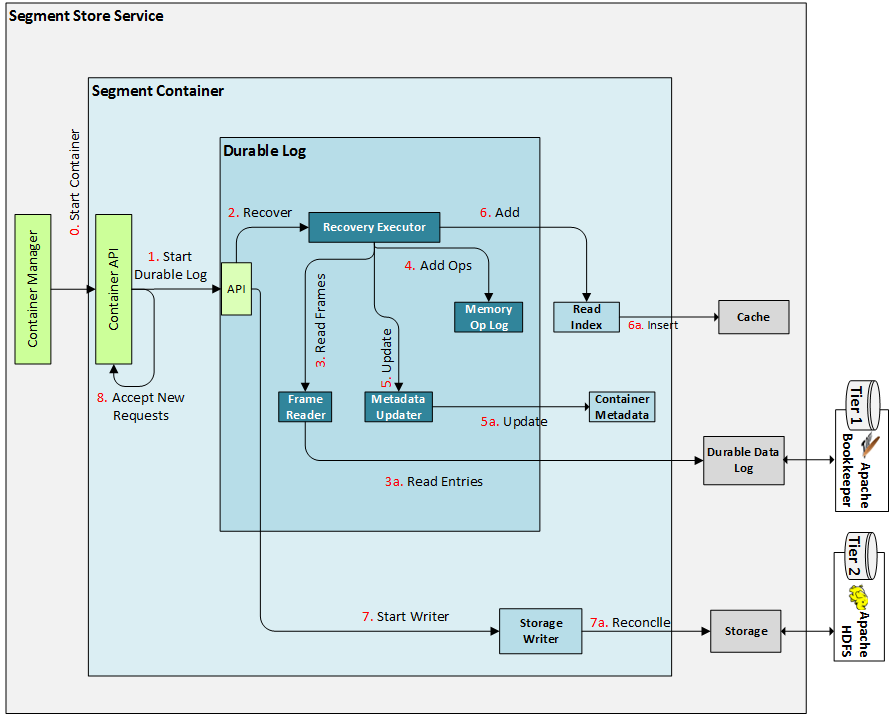 Segment Store Service
Segment Container
Durable Log
0. Start Container
Container Manager
Container API
1. Start
Durable Log
2. Recover
API
Recovery Executor
6. Add
4. Add Ops
3. Read Frames
5. Update
Memory
Op Log
Read
Index
6a. Insert
Cache
8. Accept New
Requests
Frame
Reader
Metadata
Updater
5a. Update
Container
Metadata
3a. Read Entries
Durable Data
Log
Tier 1
Apache
Bookkeeper
7. Start Writer
Storage
Writer
7a. Reconclle
Storage
Tier 2
Apache
HDFS